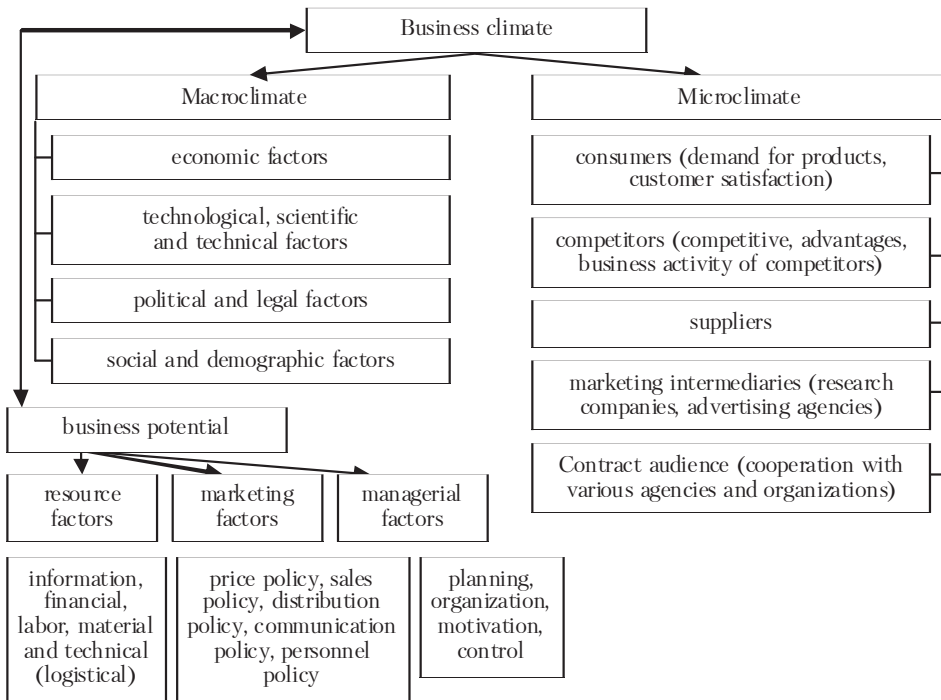 Business climate
Macroclimate
economic factors
technological, scientific
and technical factors
political and legal factors
social and demographic factors
Microclimate
consumers (demand for products,
customer satisfaction)
competitors (competitive, advantages,
business activity of competitors)
suppliers
marketing intermediaries (research
companies, advertising agencies)
Contract audience (cooperation with
various agencies and organizations)
business potential
resource
factors
marketing
factors
managerial
factors
information,
financial,
labor, material
and technical
(logistical)
price policy, sales
policy, distribution
policy, communication
policy, personnel
policy
planning,
organization,
motivation,
control